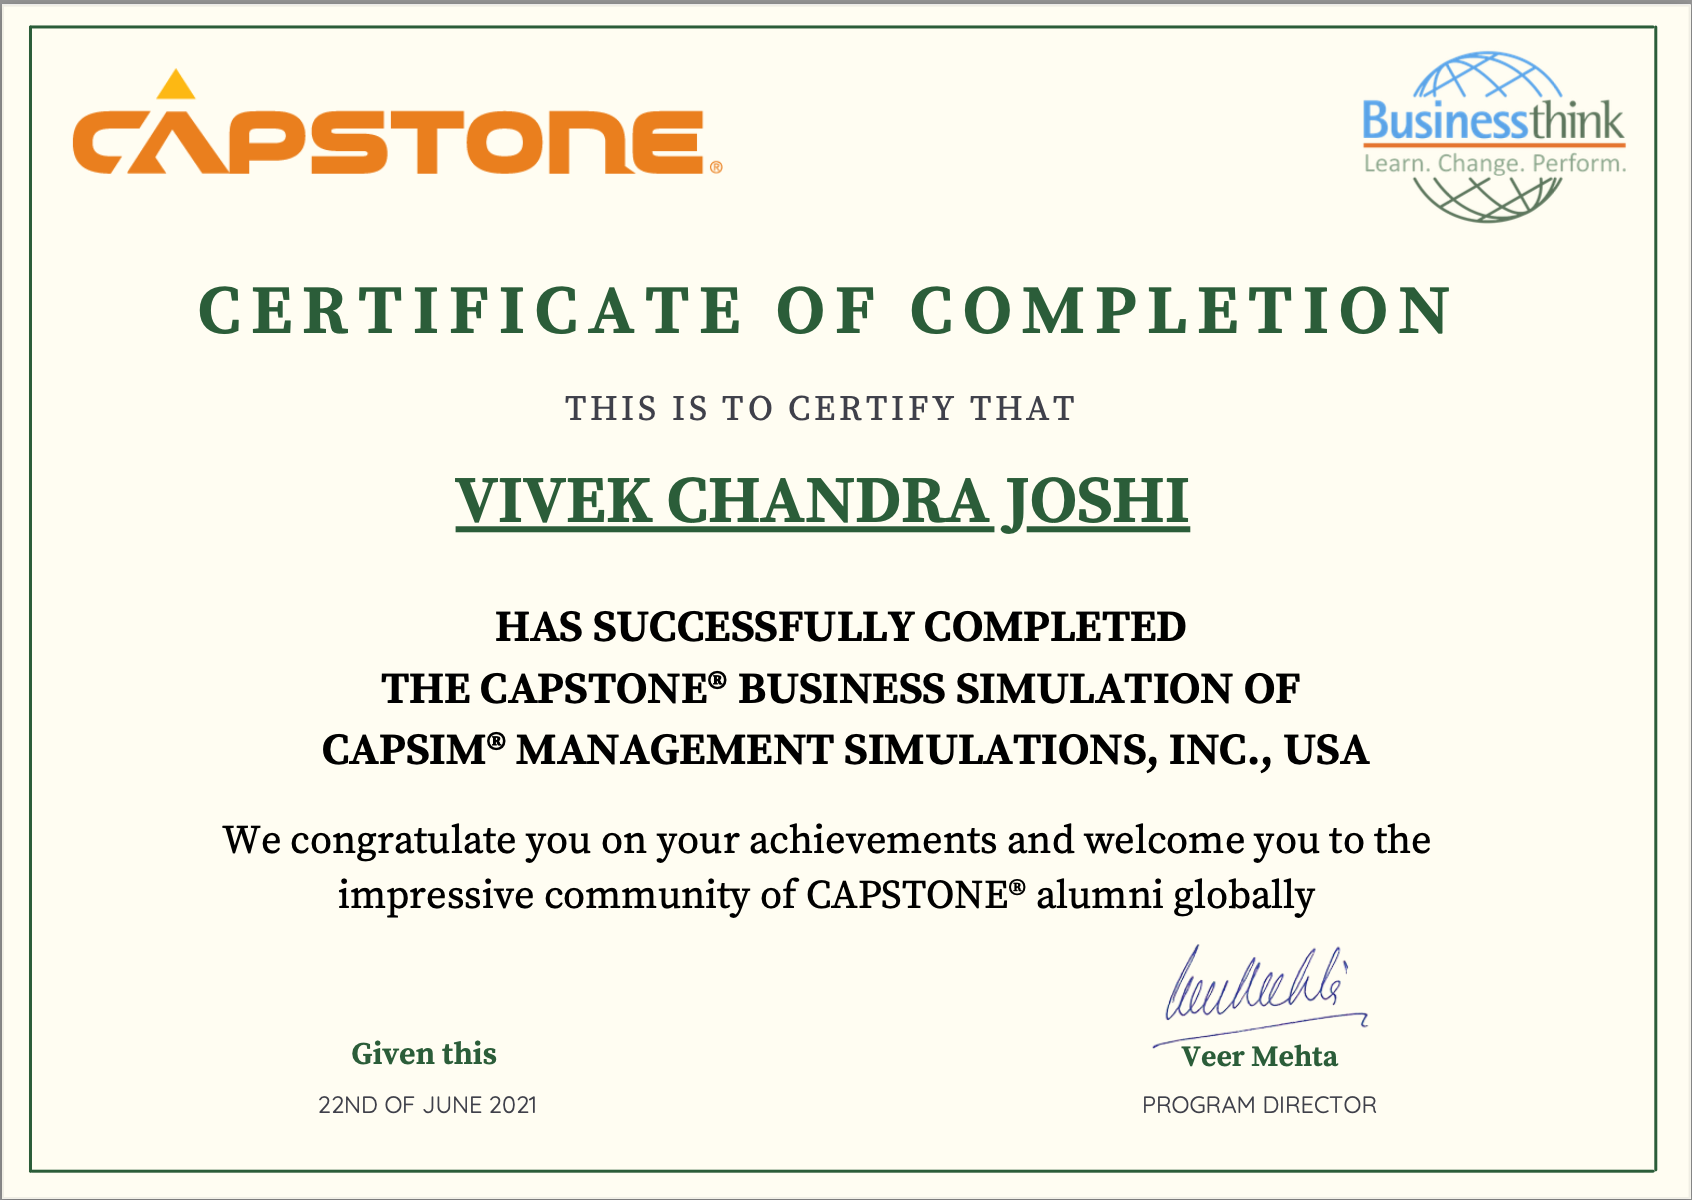 CAPSTONE®
Businessthink
Learn. Change. Perform.
CERTIFICATE OF COMPLETION
THIS IS TO CERTIFY THAT
VIVEK CHANDRA JOSHI
HAS SUCCESSFULLY COMPLETED
THE CAPSTONE® BUSINESS SIMULATION OF
CAPSIM® MANAGEMENT SIMULATIONS, INC., USA
We congratulate you on your achievements and welcome you to the
impressive community of CAPSTONE® alumni globally
Given this
22ND OF JUNE 2021
Veer Mehta
Veer Mehta
PROGRAM DIRECTOR